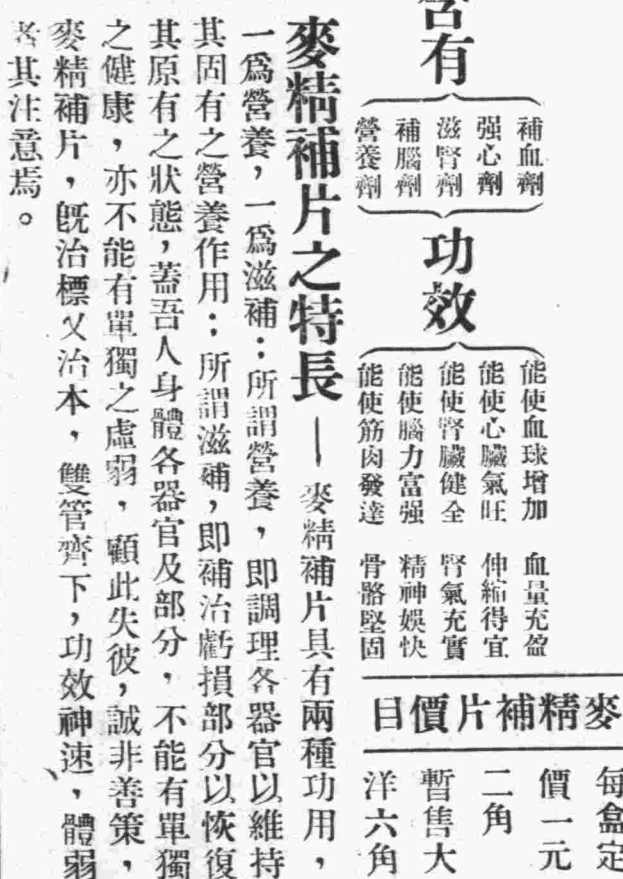 含有
補血劑
强心劑
滋腎劑
補腦劑
營養劑
功效
能使血球增加 血量充盈
能使心臟氣旺 伸縮得宜
能使腎臟健全 腎氣充實
能使腦力富强 精神娛快
能使筋肉發達 骨骼堅固
麥精補片價目
每盒定
價一元
二角
暫售大
洋六角
麥精補片之特長—麥精補片具有兩種功用，
一爲營養，一爲滋補；所謂營養，即調理各器官以維持
其固有之營養作用；所謂滋補，即補治虧損部分以恢復
其原有之狀態，蓋吾人身體各器官及部分，不能有單獨
之健康，亦不能有單獨之虛弱，顧此失彼，誠非善策，
麥精補片，旣治標又治本，雙管齊下，功效神速，體弱
者其注意焉。